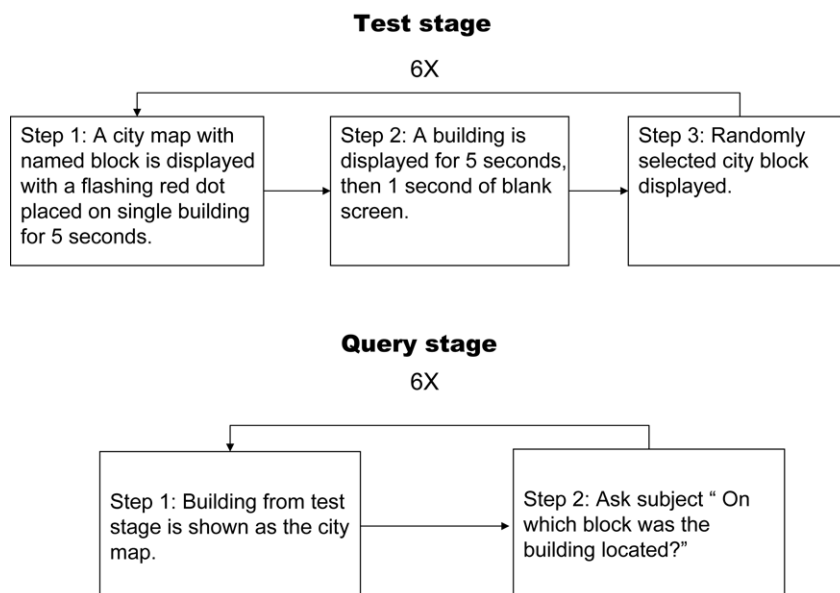 Test stage
6X
Step 1: A city map with
named block is displayed
with a flashing red dot
placed on single building
for 5 seconds.
Step 2: A building is
displayed for 5 seconds,
then 1 second of blank
screen.
Step 3: Randomly
selected city block
displayed.
Query stage
6X
Step 1: Building from test
stage is shown as the city
map.
Step 2: Ask subject “ On
which block was the
building located?”